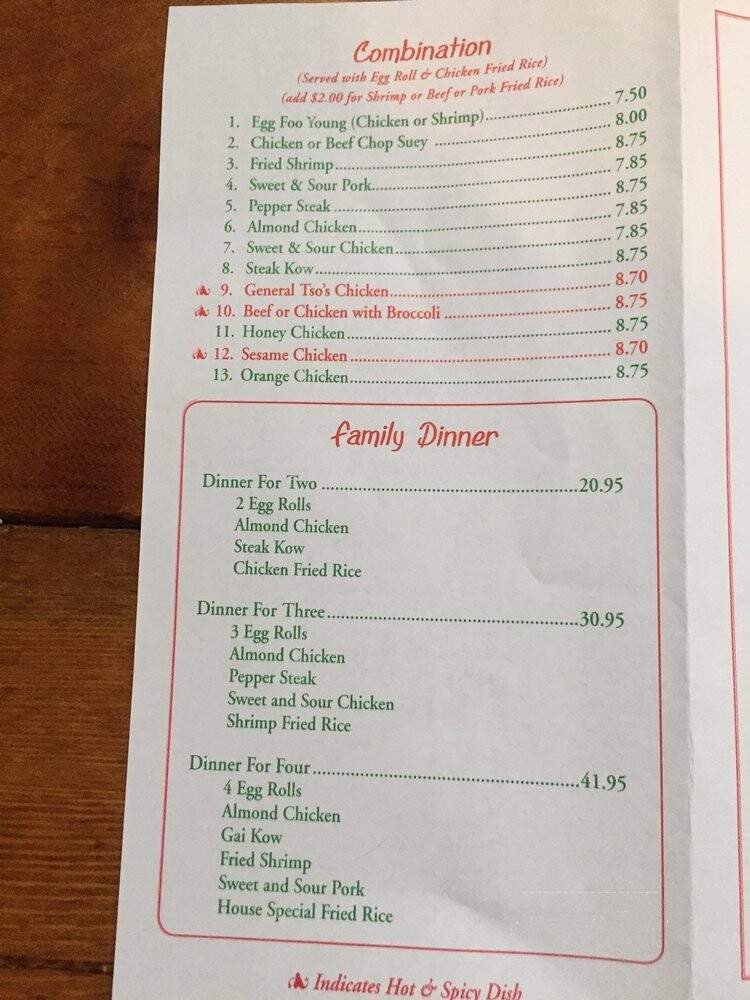 Combination
(Served with Egg Roll & Chicken Fried Rice)
(add $2.00 for Shrimp or Beef or Pork Fried Rice)
1. Egg Foo Young (Chicken or Shrimp) 7.50
2. Chicken or Beef Chop Suey 8.00
3. Fried Shrimp 8.75
4. Sweet & Sour Pork 7.85
5. Pepper Steak 8.75
6. Almond Chicken 7.85
7. Sweet & Sour Chicken 7.85
8. Steak Kow 8.75
9. General Tso's Chicken 8.70
10. Beef or Chicken with Broccoli 8.75
11. Honey Chicken 8.75
12. Sesame Chicken 8.70
13. Orange Chicken 8.75
Family Dinner
Dinner For Two 20.95
2 Egg Rolls
Almond Chicken
Steak Kow
Chicken Fried Rice
Dinner For Three 30.95
3 Egg Rolls
Almond Chicken
Pepper Steak
Sweet and Sour Chicken
Shrimp Fried Rice
Dinner For Four 41.95
4 Egg Rolls
Almond Chicken
Gai Kow
Fried Shrimp
Sweet and Sour Pork
House Special Fried Rice
Indicates Hot & Spicy Dish